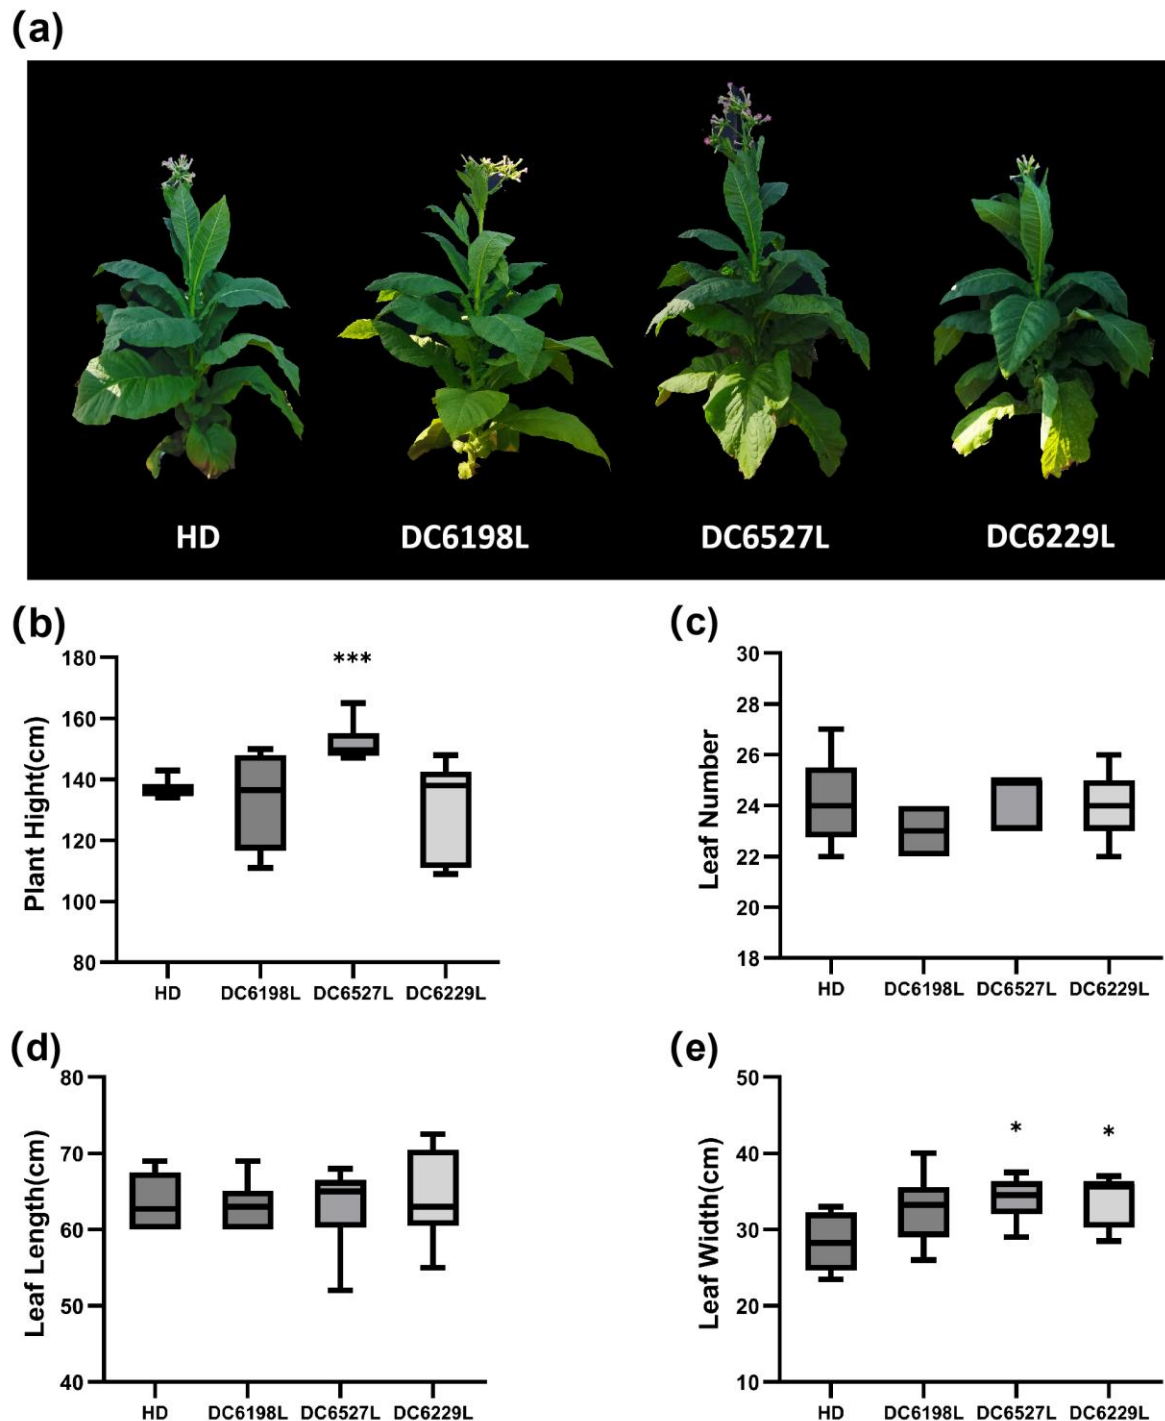 (a)
HD DC6198L DC6527L DC6229L
(b)
Plant Hight(cm)
180
160
140
120
100
80
***
HD DC6198L DC6527L DC6229L
(c)
Leaf Number
30
28
26
24
22
20
18
HD DC6198L DC6527L DC6229L
(d)
Leaf Length(cm)
80
70
60
50
40
HD DC6198L DC6527L DC6229L
(e)
Leaf Width(cm)
50
40
30
20
10
* *
HD DC6198L DC6527L DC6229L